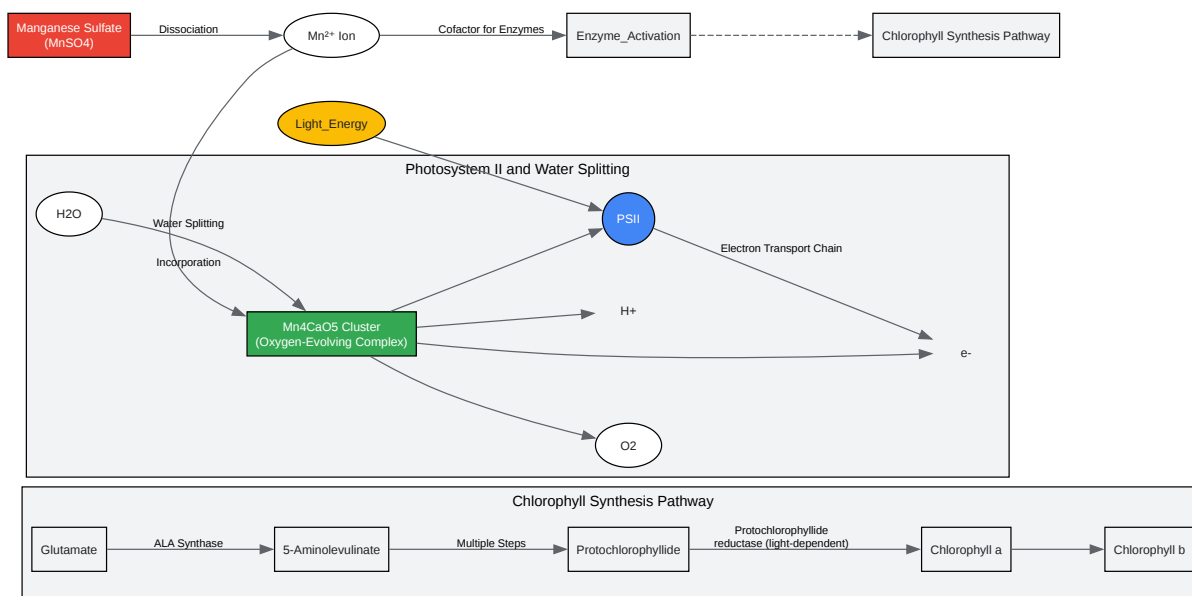 Manganese Sulfate
(MnSO4)
Dissociation
Mn²⁺ Ion
Cofactor for Enzymes
Enzyme_Activation
Chlorophyll Synthesis Pathway
Light_Energy
Photosystem II and Water Splitting
H2O
Water Splitting
PSII
Electron Transport Chain
Incorporation
Mn4CaO5 Cluster
(Oxygen-Evolving Complex)
H+
e-
O2
Chlorophyll Synthesis Pathway
Glutamate
ALA Synthase
5-Aminolevulinate
Multiple Steps
Protochlorophyllide
Protochlorophyllide
reductase (light-dependent)
Chlorophyll a
Chlorophyll b